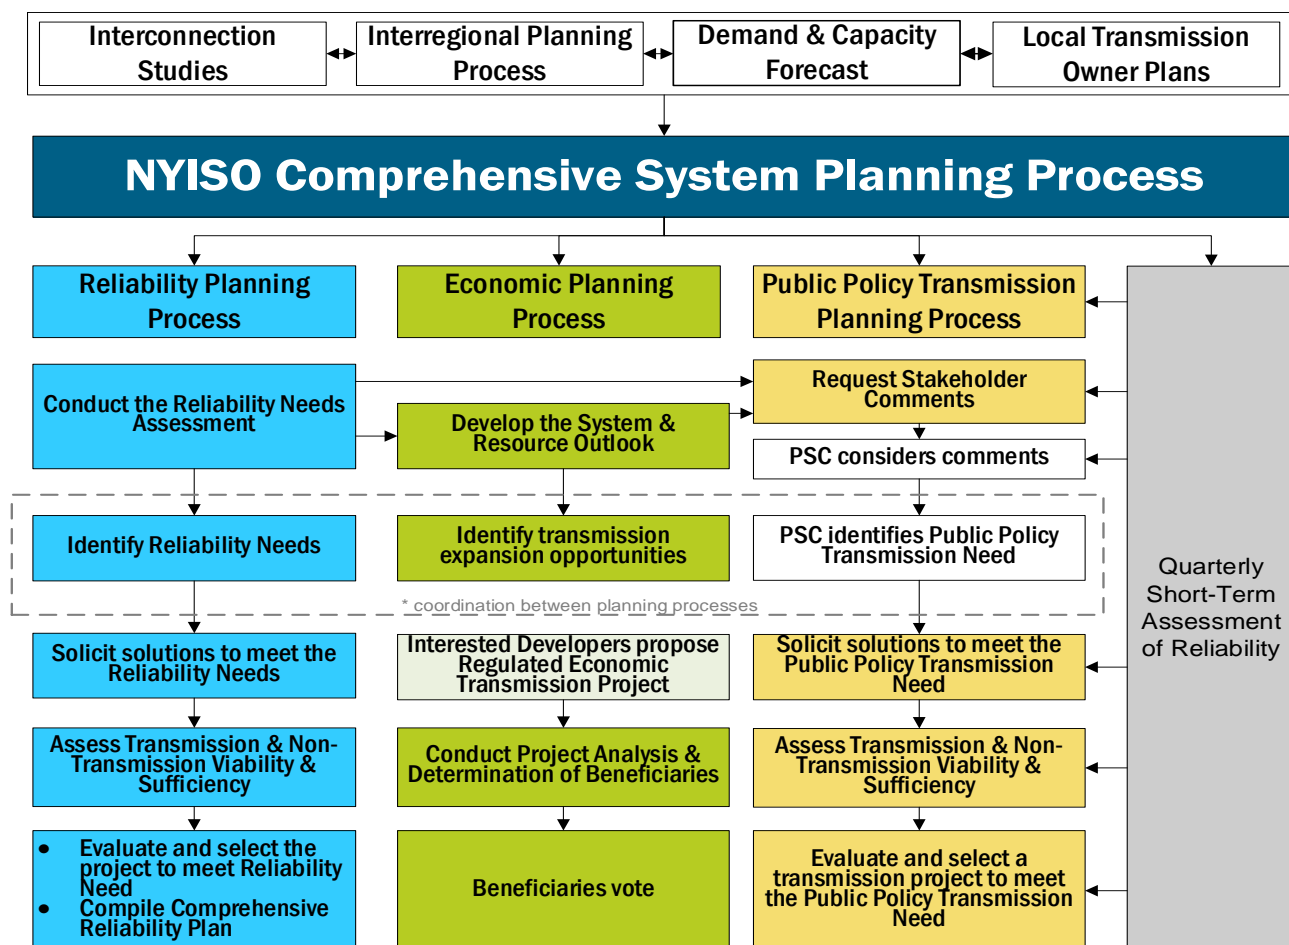 Interconnection
Studies
Interregional Planning
Process
Demand & Capacity
Forecast
Local Transmission
Owner Plans
NYISO Comprehensive System Planning Process
Reliability Planning
Process
Economic Planning
Process
Public Policy Transmission
Planning Process
Conduct the Reliability Needs
Assessment
Develop the System &
Resource Outlook
Request Stakeholder
Comments
PSC considers comments
Identify Reliability Needs
Identify transmission
expansion opportunities
PSC identifies Public Policy
Transmission Need
* coordination between planning processes
Solicit solutions to meet the
Reliability Needs
Interested Developers propose
Regulated Economic
Transmission Project
Solicit solutions to meet the
Public Policy Transmission
Need
Assess Transmission & Non-
Transmission Viability &
Sufficiency
Conduct Project Analysis &
Determination of Beneficiaries
Assess Transmission & Non-
Transmission Viability &
Sufficiency
• Evaluate and select the
project to meet Reliability
Need
• Compile Comprehensive
Reliability Plan
Beneficiaries vote
Evaluate and select a
transmission project to meet
the Public Policy Transmission
Need
Quarterly
Short-Term
Assessment
of Reliability